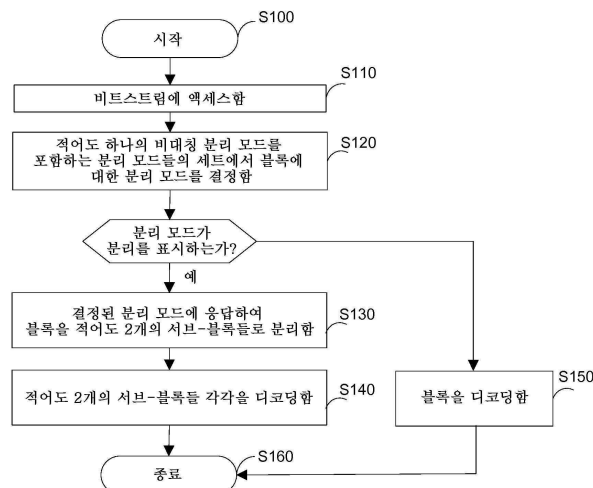 시작
S100
비트스트림에 액세스함
S110
적어도 하나의 비대칭 분리 모드를
포함하는 분리 모드들의 세트에서 블록에
대한 분리 모드를 결정함
S120
분리 모드가
분리를 표시하는가?
예
결정된 분리 모드에 응답하여
블록을 적어도 2개의 서브-블록들로 분리함
S130
적어도 2개의 서브-블록들 각각을 디코딩함
S140
블록을 디코딩함
S150
종료
S160